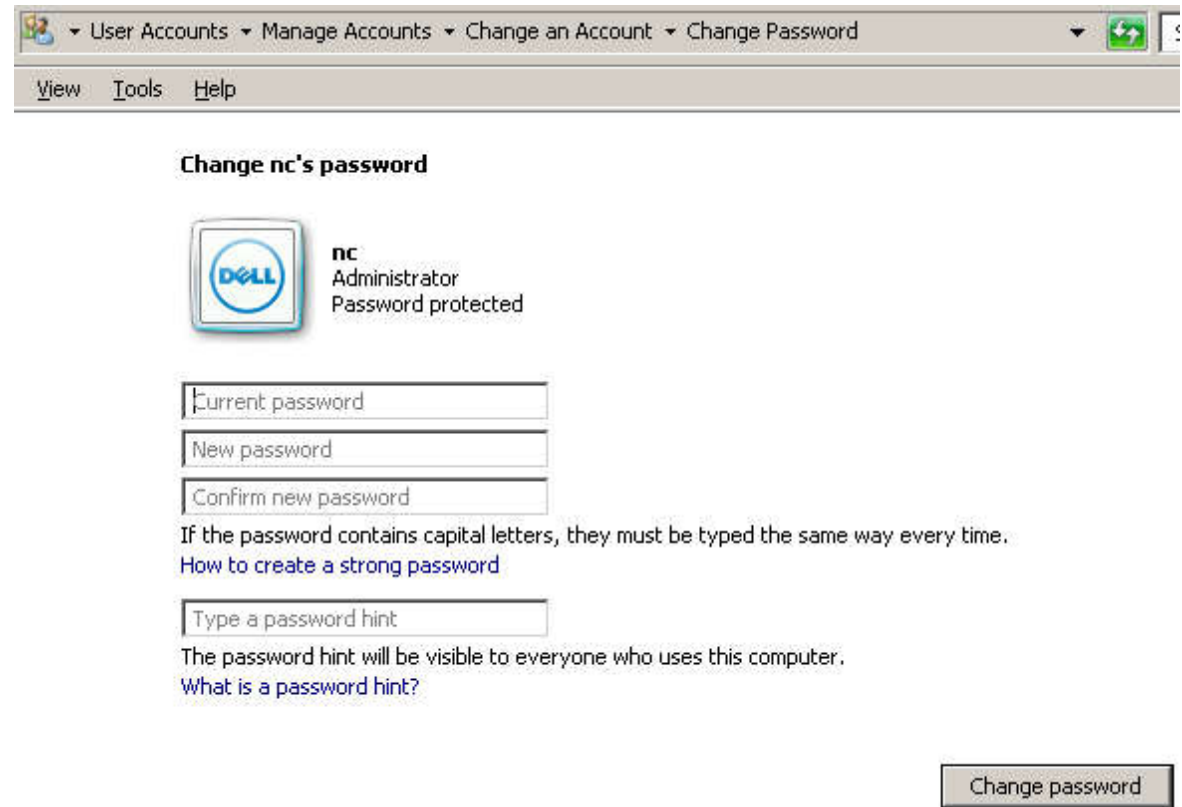 User Accounts Manage Accounts Change an Account Change Password
View Tools Help
Change nc's password
DELL
nc
Administrator
Password protected
Current password
New password
Confirm new password
If the password contains capital letters, they must be typed the same way every time.
How to create a strong password
Type a password hint
The password hint will be visible to everyone who uses this computer.
What is a password hint?
Change password